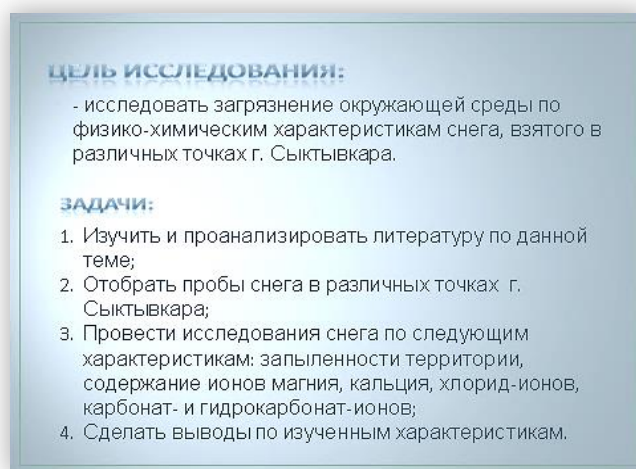 ЦЕЛЬ ИССЛЕДОВАНИЯ:
- исследовать загрязнение окружающей среды по
физико-химическим характеристикам снега, взятого в
различных точках г. Сыктывкара.
ЗАДАЧИ:
1. Изучить и проанализировать литературу по данной
теме;
2. Отобрать пробы снега в различных точках г.
Сыктывкара;
3. Провести исследования снега по следующим
характеристикам: запыленности территории,
содержание ионов магния, кальция, хлорид-ионов,
карбонат- и гидрокарбонат-ионов;
4. Сделать выводы по изученным характеристикам.